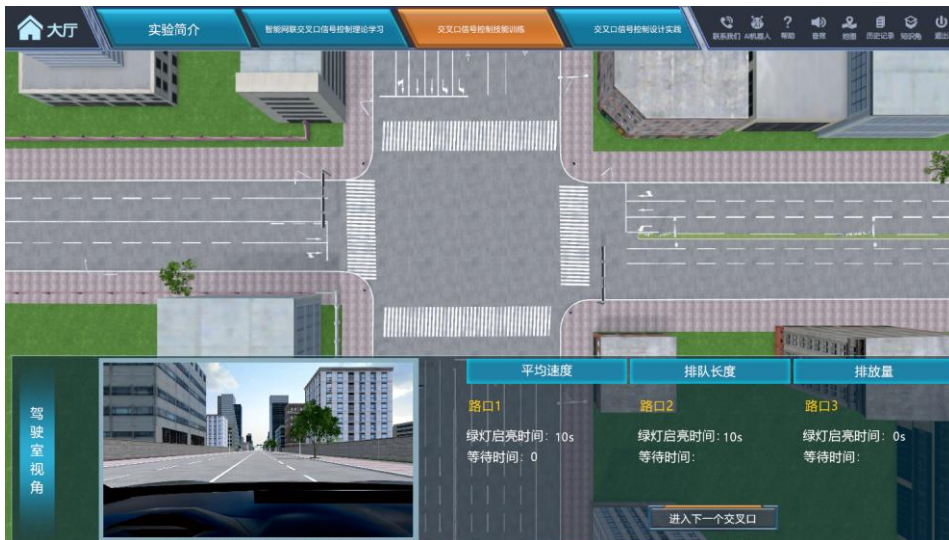 大厅
实验简介
智能网联交叉口信号控制理论学习
交叉口信号控制技能训练
交叉口信号控制设计实践
联系我们
AI机器人
帮助
音效
地图
历史记录
知识角
退出
驾驶室视角
平均速度
排队长度
排放量
路口1
绿灯启亮时间：10s
等待时间：0
路口2
绿灯启亮时间：10s
等待时间：
路口3
绿灯启亮时间：0s
等待时间：
进入下一个交叉口